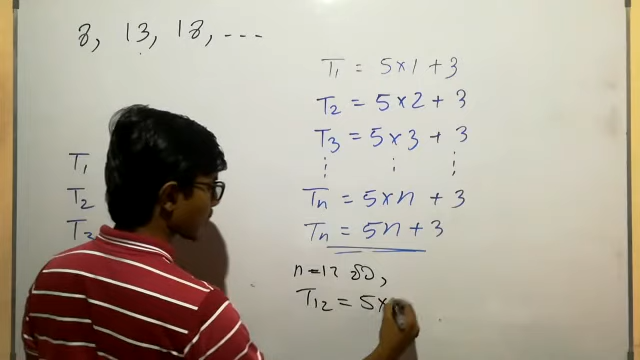 8, 13, 18, ---
T₁ = 5×1 + 3
T₂ = 5×2 + 3
T₃ = 5×3 + 3
⋮ ⋮ ⋮
Tₙ = 5×n + 3
Tₙ = 5n + 3
T₁
T₂
T₃
n = 12 විට,
T₁₂ = 5×